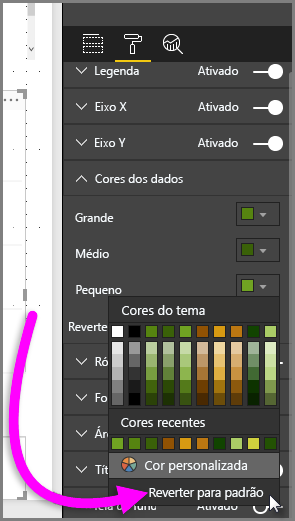 Legenda Ativado
Eixo X Ativado
Eixo Y Ativado
Cores dos dados
Grande
Médio
Pequeno
Cores do tema
Reverte
Ró
Fo
Cores recentes
Ár
Cor personalizada
Tít
Reverter para padrão